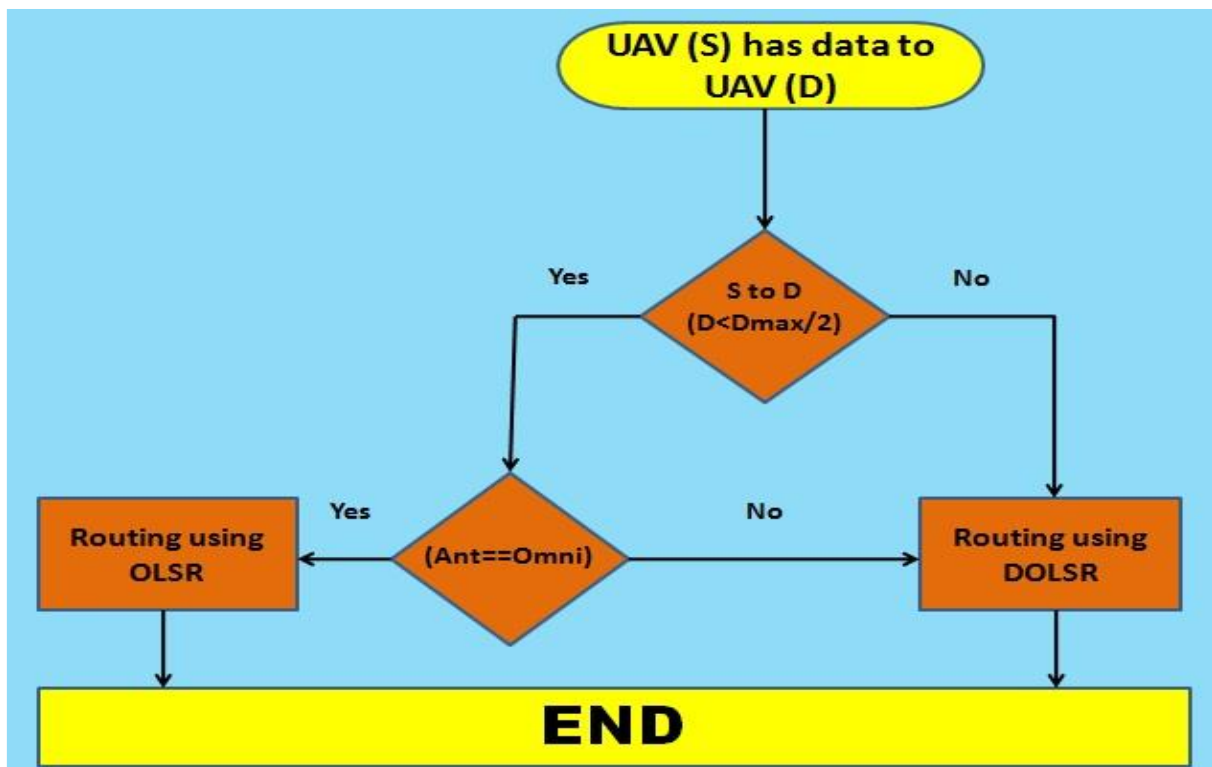 UAV (S) has data to
UAV (D)
Yes
No
S to D
(D<Dmax/2)
Yes
No
Routing using
OLSR
(Ant==Omni)
Routing using
DOLSR
END